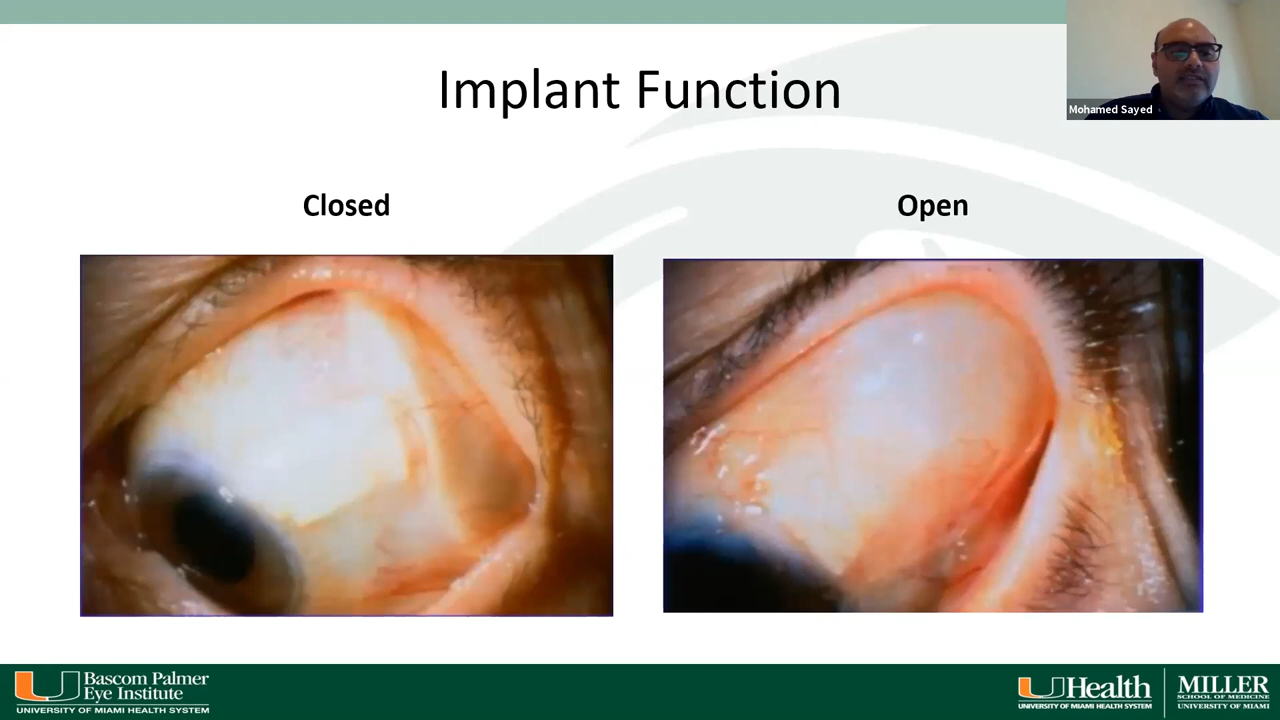 Implant Function
Mohamed Sayed
Closed
Open
Bascom Palmer
Eye Institute
UNIVERSITY OF MIAMI HEALTH SYSTEM
UHealth
UNIVERSITY OF MIAMI HEALTH SYSTEM
MILLER
SCHOOL OF MEDICINE
UNIVERSITY OF MIAMI